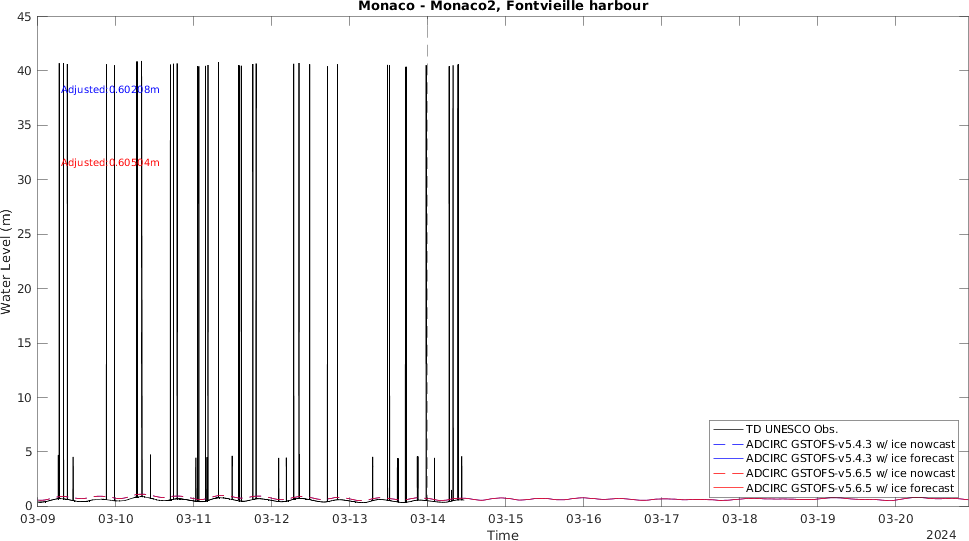 Monaco - Monaco2, Fontvieille harbour
45
40
35
30
25
20
15
10
5
0
Water Level (m)
Adjusted:0.60208m
Adjusted:0.60504m
TD UNESCO Obs.
ADCIRC GSTOFS-v5.4.3 w/ ice nowcast
ADCIRC GSTOFS-v5.4.3 w/ ice forecast
ADCIRC GSTOFS-v5.6.5 w/ ice nowcast
ADCIRC GSTOFS-v5.6.5 w/ ice forecast
03-09 03-10 03-11 03-12 03-13 03-14 03-15 03-16 03-17 03-18 03-19 03-20
Time
2024